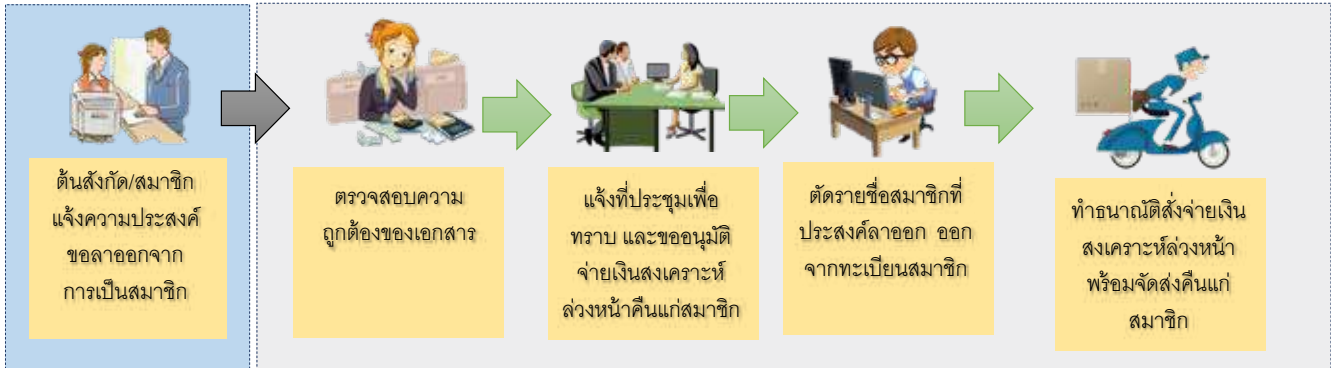 ต้นสังกัด/สมาชิก
แจ้งความประสงค์
ขอลาออกจาก
การเป็นสมาชิก
ตรวจสอบความ
ถูกต้องของเอกสาร
แจ้งที่ประชุมเพื่อ
ทราบ และขออนุมัติ
จ่ายเงินสงเคราะห์
ล่วงหน้าคืนแก่สมาชิก
ตัดรายชื่อสมาชิกที่
ประสงค์ลาออก ออก
จากทะเบียนสมาชิก
ทำธนาณัติสั่งจ่ายเงิน
สงเคราะห์ล่วงหน้า
พร้อมจัดส่งคืนแก่
สมาชิก